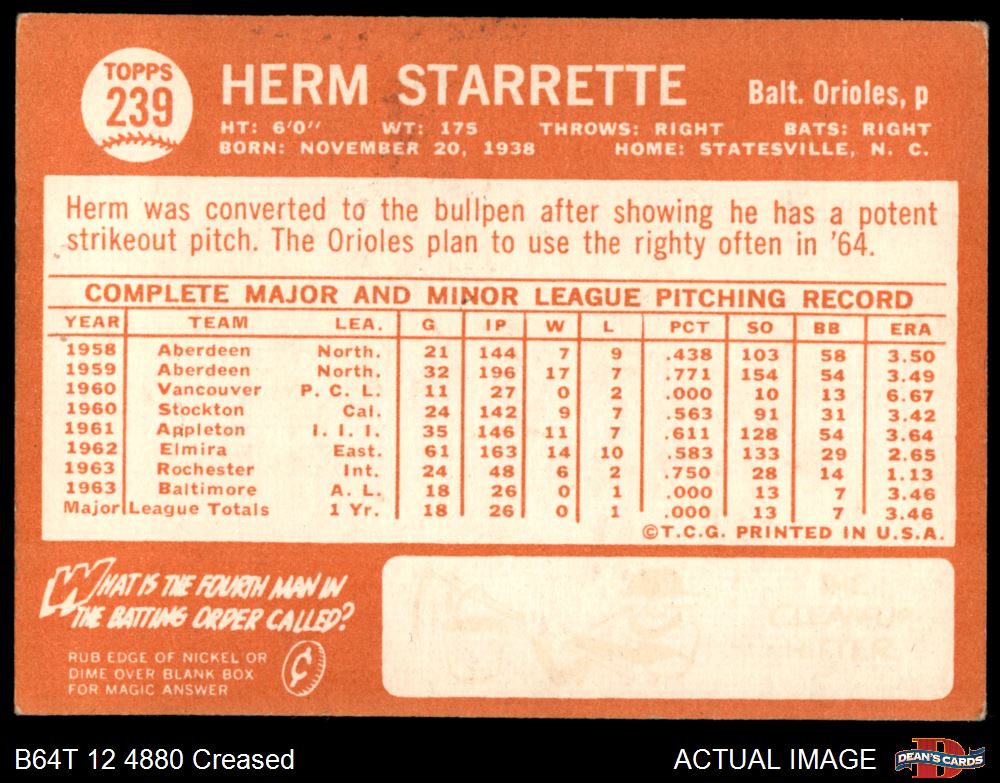 TOPPS
239
HERM STARRETTE
Balt. Orioles, p
HT: 6'0" WT: 175 THROWS: RIGHT BATS: RIGHT
BORN: NOVEMBER 20, 1938 HOME: STATESVILLE, N. C.
Herm was converted to the bullpen after showing he has a potent
strikeout pitch. The Orioles plan to use the righty often in '64.
COMPLETE MAJOR AND MINOR LEAGUE PITCHING RECORD
YEAR TEAM LEA. G IP W L PCT SO BB ERA
1958 Aberdeen North. 21 144 7 9 .438 103 58 3.50
1959 Aberdeen North. 32 196 17 7 .771 154 54 3.49
1960 Vancouver P. C. L. 11 27 0 2 .000 10 13 6.67
1960 Stockton Cal. 24 142 9 7 .563 91 31 3.42
1961 Appleton I. I. I. 35 146 11 7 .611 128 54 3.64
1962 Elmira East. 61 163 14 10 .583 133 29 2.65
1963 Rochester Int. 24 48 6 2 .750 28 14 1.13
1963 Baltimore A. L. 18 26 0 1 .000 13 7 3.46
Major League Totals 1 Yr. 18 26 0 1 .000 13 7 3.46
©T.C.G. PRINTED IN U.S.A.
WHAT IS THE FOURTH MAN IN
THE BATTING ORDER CALLED?
RUB EDGE OF NICKEL OR
DIME OVER BLANK BOX
FOR MAGIC ANSWER
¢
B64T 12 4880 Creased
ACTUAL IMAGE
D
DEAN'S CARDS